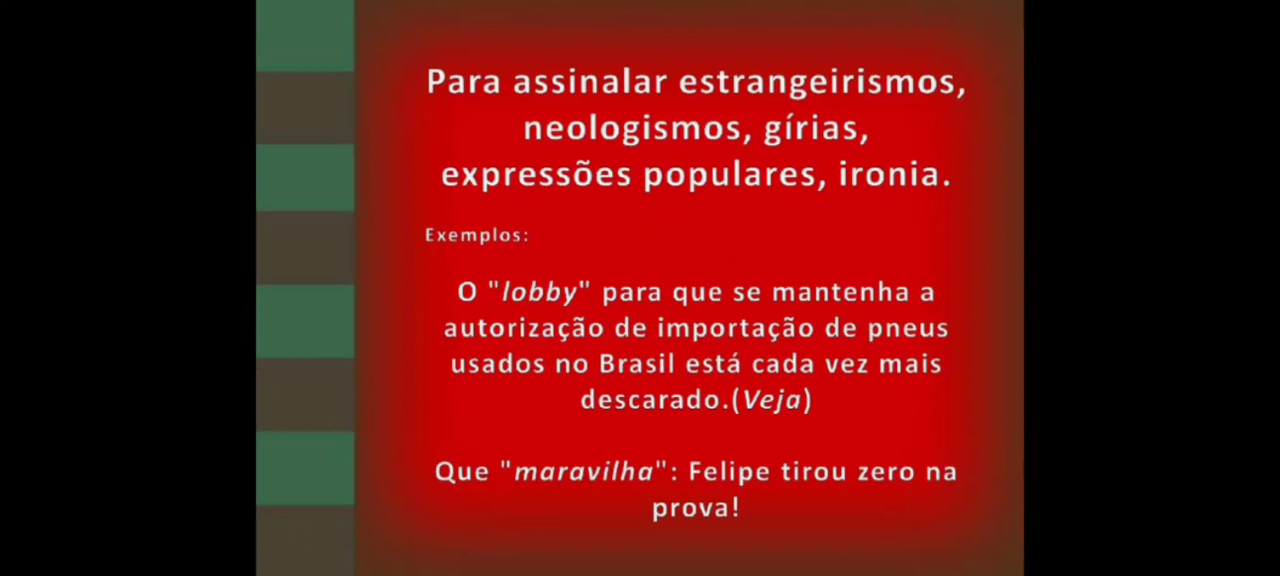 Para assinalar estrangeirismos,
neologismos, gírias,
expressões populares, ironia.
Exemplos:
O "lobby" para que se mantenha a
autorização de importação de pneus
usados no Brasil está cada vez mais
descarado.(Veja)
Que "maravilha": Felipe tirou zero na
prova!